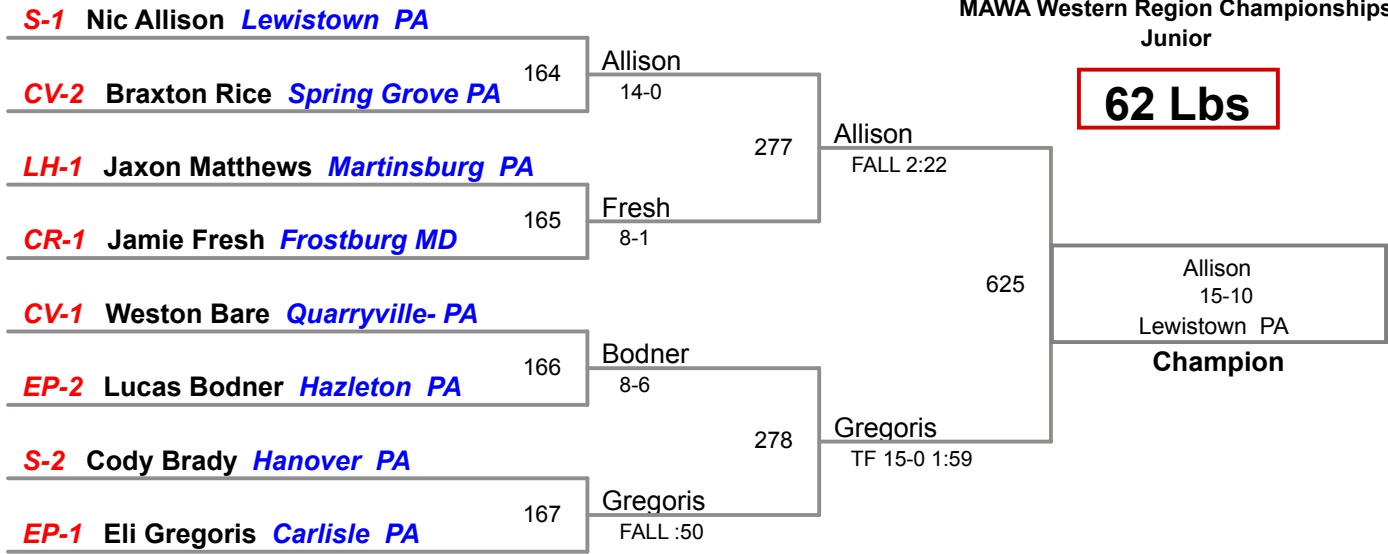 S-1 Nic Allison Lewistown PA
MAWA Western Region Championships
Junior
62 Lbs
164
Allison
14-0
CV-2 Braxton Rice Spring Grove PA
277
Allison
FALL 2:22
LH-1 Jaxon Matthews Martinsburg PA
165
Fresh
8-1
CR-1 Jamie Fresh Frostburg MD
625
Allison
15-10
Lewistown PA
Champion
CV-1 Weston Bare Quarryville- PA
166
Bodner
8-6
EP-2 Lucas Bodner Hazleton PA
278
Gregoris
TF 15-0 1:59
S-2 Cody Brady Hanover PA
167
Gregoris
FALL :50
EP-1 Eli Gregoris Carlisle PA